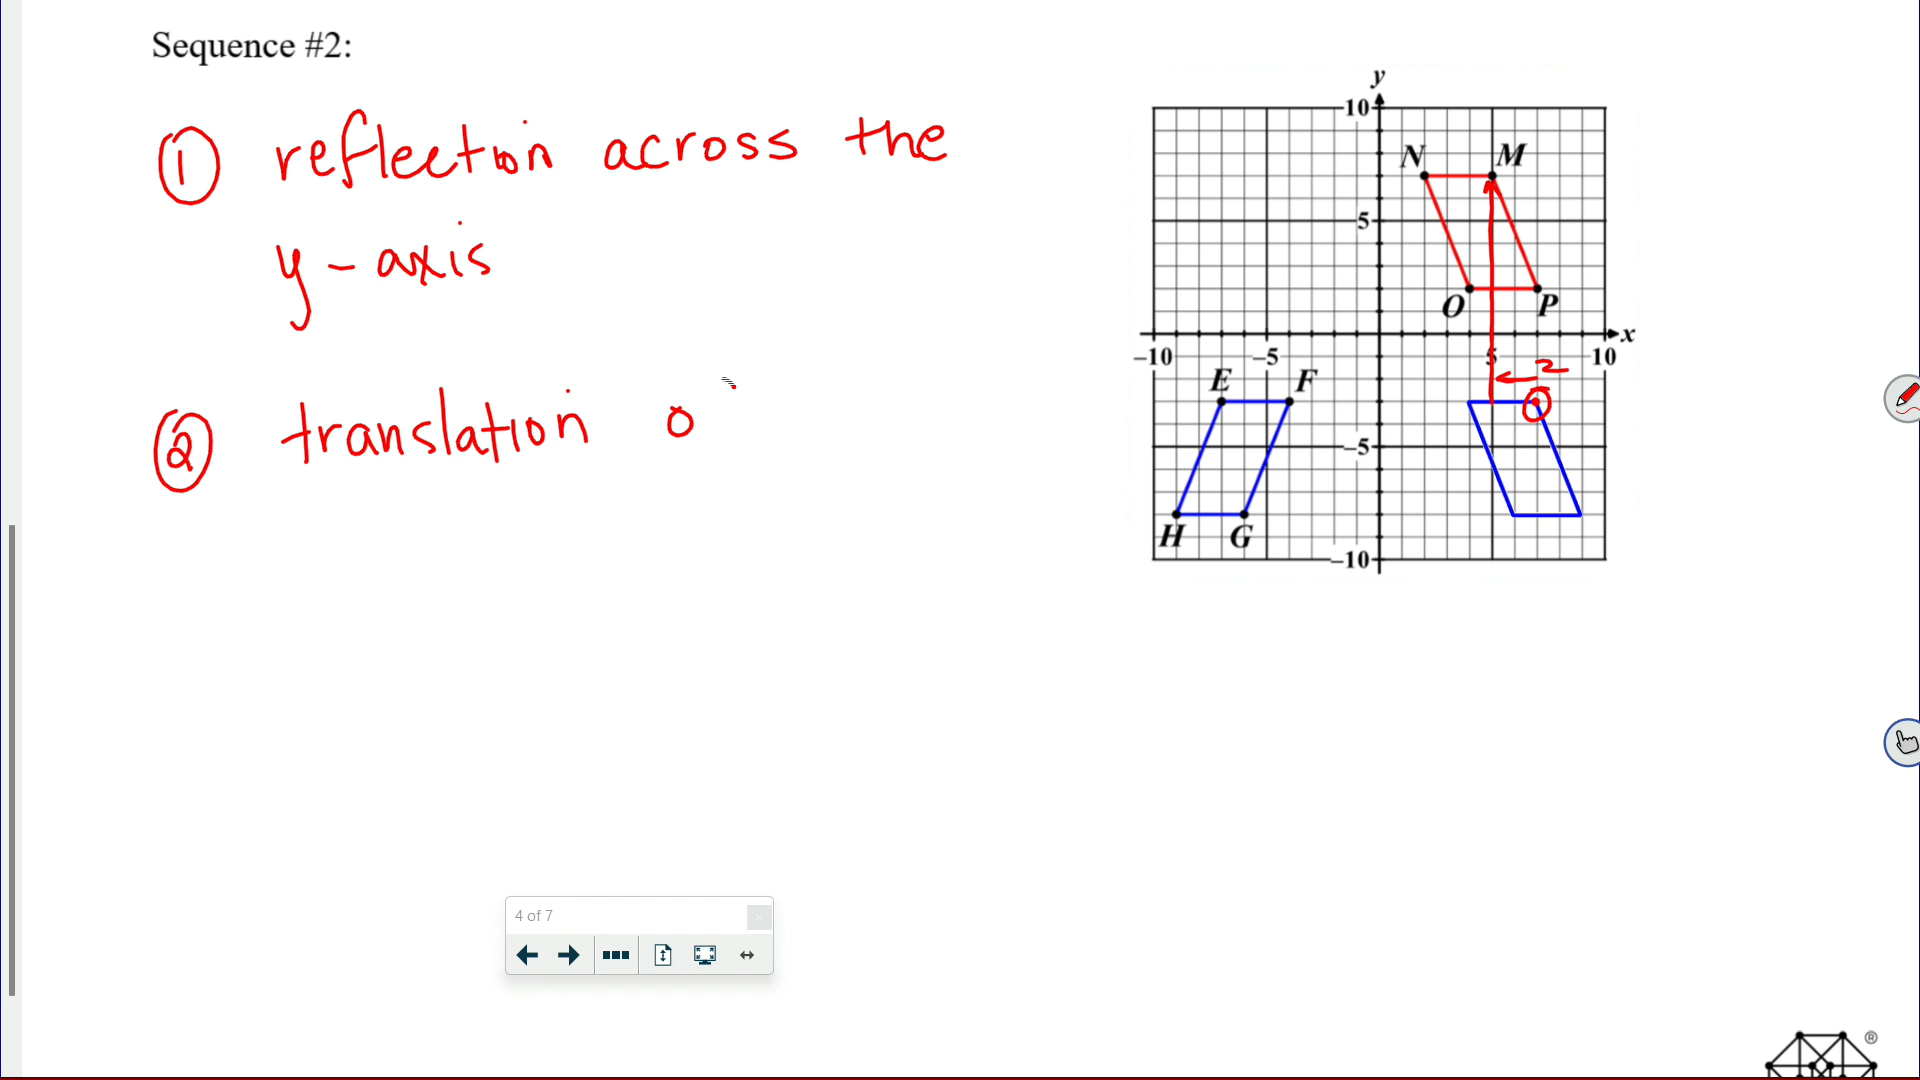 Sequence #2:
① reflection across the
y-axis
② translation o
y
10
N M
5
O P
x
-10 -5 5 10
2
E F
-5
H G
-10
4 of 7
®